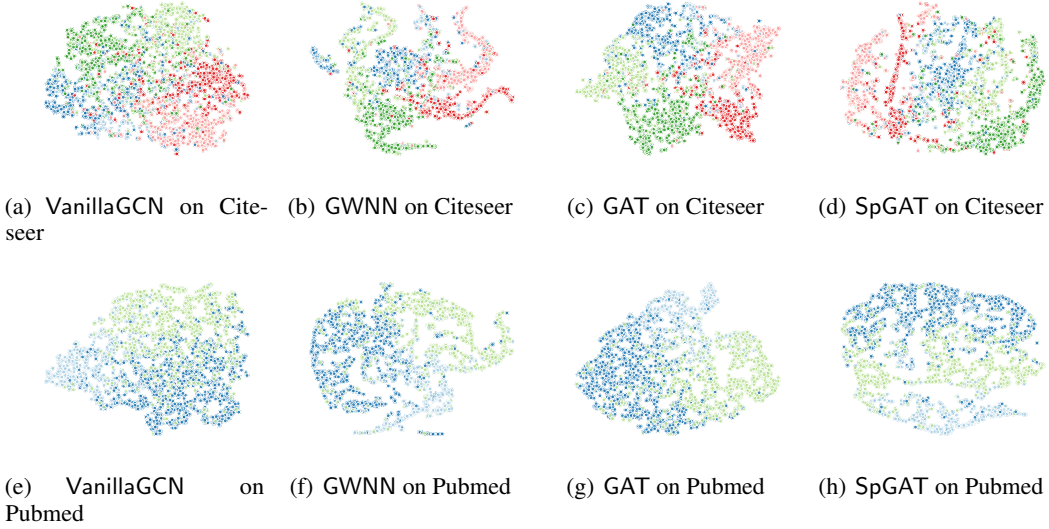 (a) VanillaGCN on Cite-
seer
(b) GWNN on Citeseer
(c) GAT on Citeseer
(d) SpGAT on Citeseer
(e) VanillaGCN on
Pubmed
(f) GWNN on Pubmed
(g) GAT on Pubmed
(h) SpGAT on Pubmed